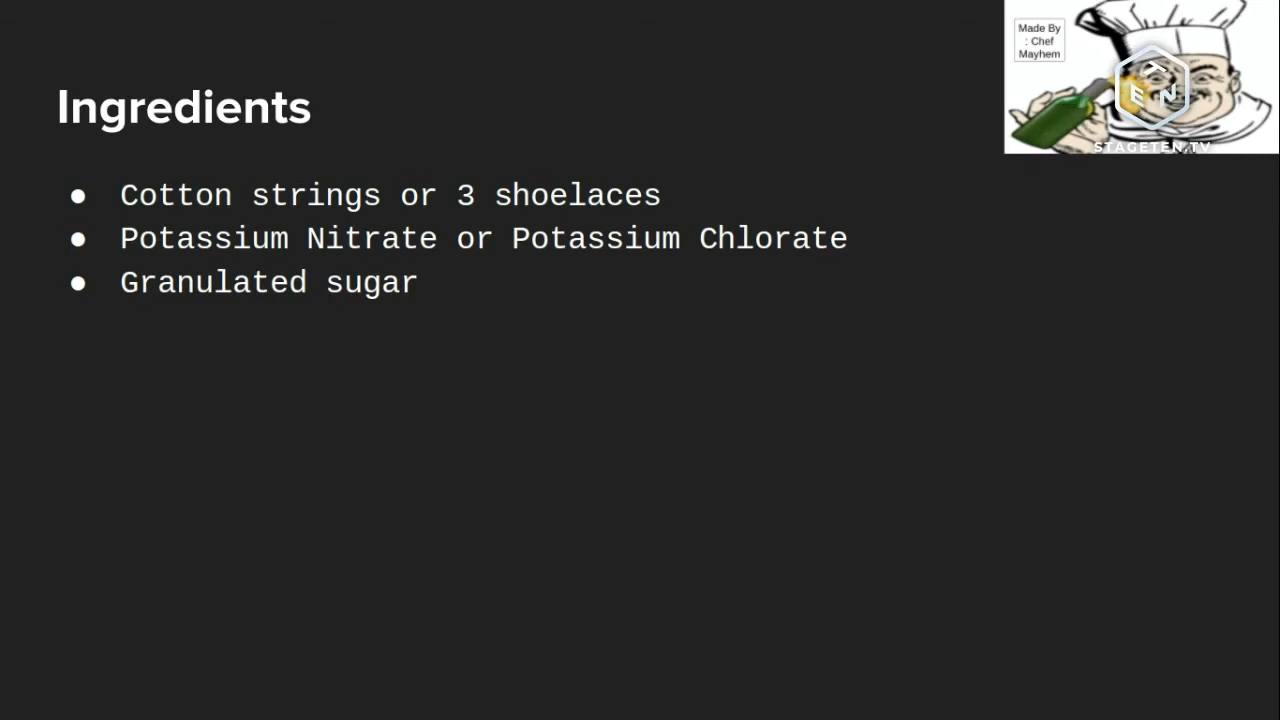 Made By
: Chef
Mayhem
T
E N
STAGETEN.TV
Ingredients
● Cotton strings or 3 shoelaces
● Potassium Nitrate or Potassium Chlorate
● Granulated sugar